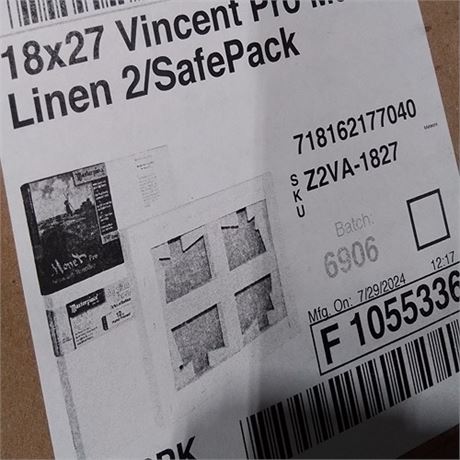 18x27 Vincent Pro
Linen 2/SafePack
718162177040
SKU Z2VA-1827
Batch:
6906
Masterpiece
Monet
Pro
Masterpiece
Mfg. On: 7/29/2024 12:17
F 1055336